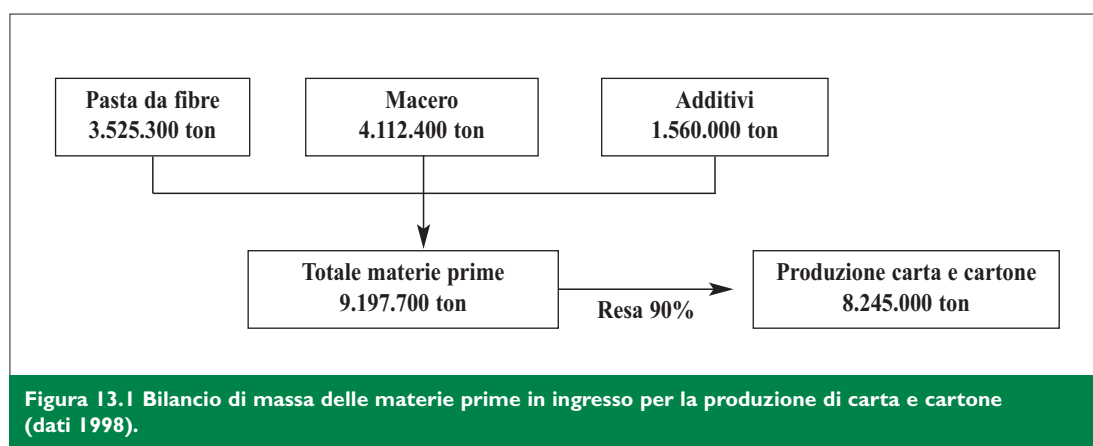 Pasta da fibre
3.525.300 ton
Macero
4.112.400 ton
Additivi
1.560.000 ton
Totale materie prime
9.197.700 ton
Resa 90%
Produzione carta e cartone
8.245.000 ton
Figura 13.1 Bilancio di massa delle materie prime in ingresso per la produzione di carta e cartone
(dati 1998).